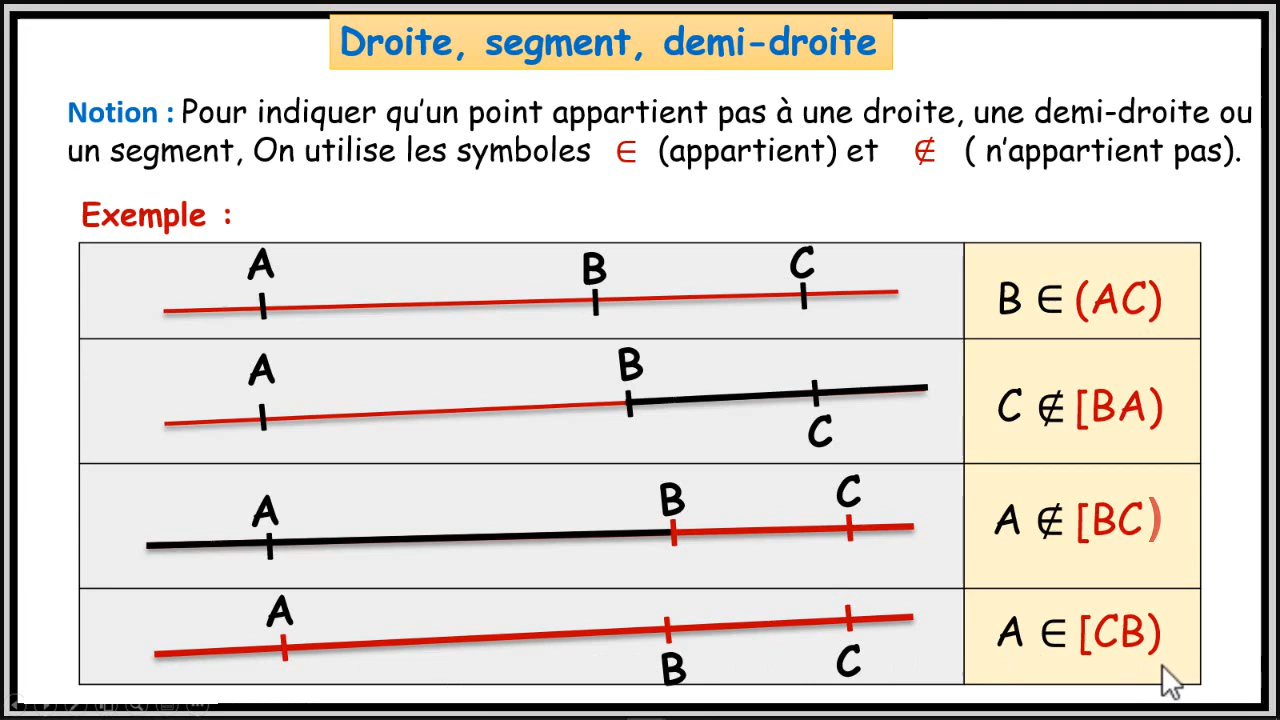 Droite, segment, demi-droite
Notion : Pour indiquer qu'un point appartient pas à une droite, une demi-droite ou
un segment, On utilise les symboles ∈ (appartient) et ∉ ( n'appartient pas).
Exemple :
A B C
B ∈ (AC)
A B C
C ∉ [BA)
A B C
A ∉ [BC)
A B C
A ∈ [CB)